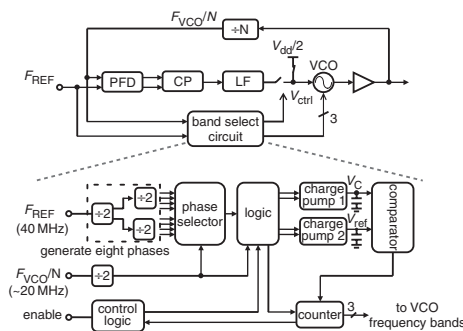 F_VCO/N
÷N
V_dd/2
VCO
F_REF
PFD
CP
LF
V_ctrl
3
band select
circuit
F_REF
(40 MHz)
÷2
÷2
÷2
generate eight phases
phase
selector
logic
charge
pump 1
V_C
charge
pump 2
V_ref
comparator
F_VCO/N
(~20 MHz)
÷2
enable
control
logic
counter
3
to VCO
frequency bands